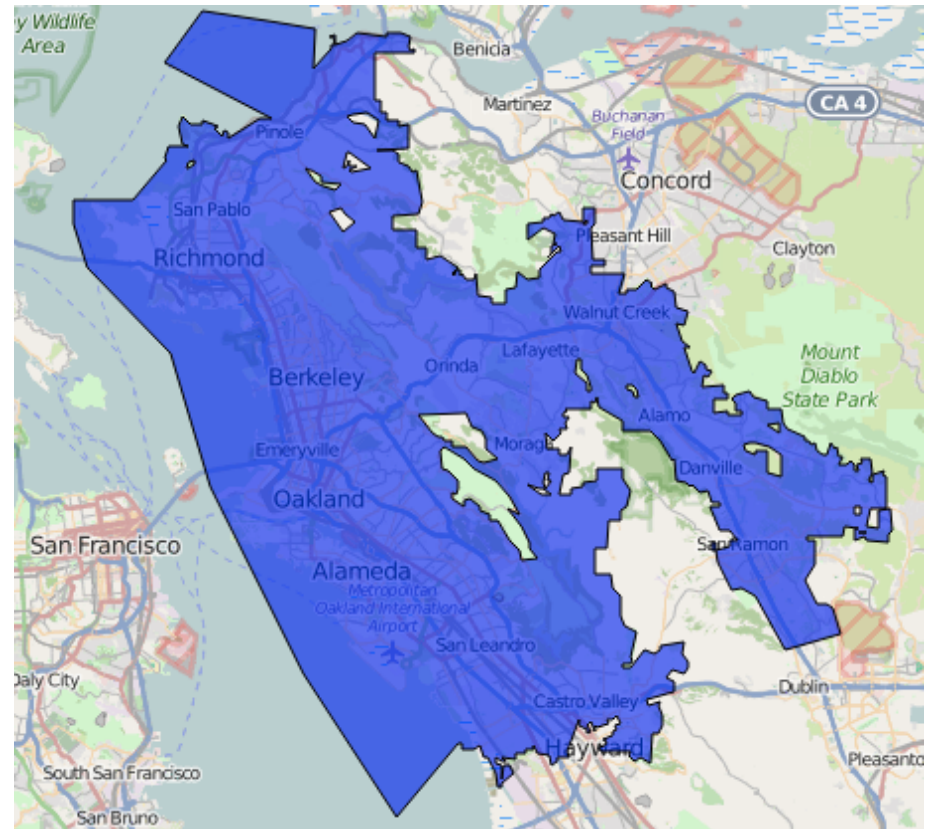 y Wildlife
Area
Benicia
Martinez
CA 4
Buchanan
Field
Pinole
Concord
San Pablo
Pleasant Hill
Clayton
Richmond
Walnut Creek
Lafayette
Orinda
Mount
Diablo
State Park
Berkeley
Alamo
Emeryville
Morag
Danville
Oakland
San Francisco
San Ramon
Alameda
Metropolitan
Oakland International
Airport
San Leandro
Daly City
Dublin
Castro Valley
Hayward
Pleasanto
South San Francisco
San Bruno